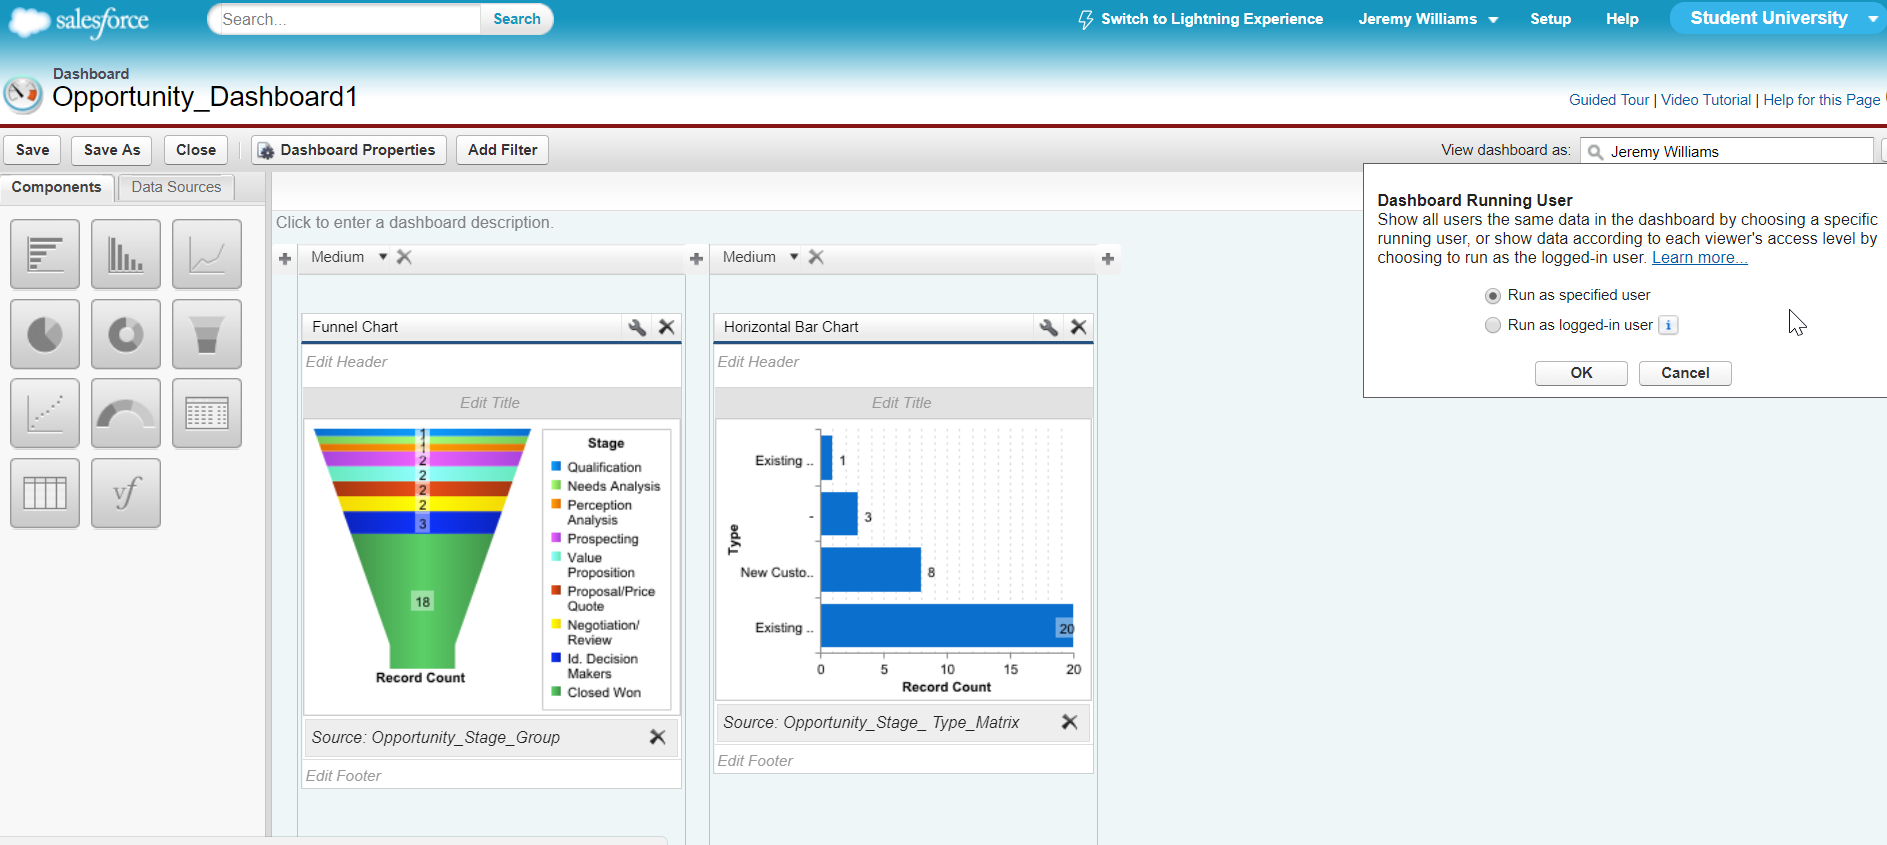 salesforce
Search...
Search
Switch to Lightning Experience
Jeremy Williams
Setup
Help
Student University
Dashboard
Opportunity_Dashboard1
Guided Tour | Video Tutorial | Help for this Page
Save
Save As
Close
Dashboard Properties
Add Filter
View dashboard as:
Jeremy Williams
Components
Data Sources
Dashboard Running User
Show all users the same data in the dashboard by choosing a specific
running user, or show data according to each viewer's access level by
choosing to run as the logged-in user. Learn more...
Run as specified user
Run as logged-in user
i
OK
Cancel
Click to enter a dashboard description.
Medium
Medium
Funnel Chart
Edit Header
Edit Title
1
1
2
2
2
2
3
18
Record Count
Stage
Qualification
Needs Analysis
Perception
Analysis
Prospecting
Value
Proposition
Proposal/Price
Quote
Negotiation/
Review
Id. Decision
Makers
Closed Won
Source: Opportunity_Stage_Group
Edit Footer
Horizontal Bar Chart
Edit Header
Edit Title
Type
Existing ..
1
-
3
New Custo..
8
Existing ..
20
0
5
10
15
20
Record Count
Source: Opportunity_Stage_ Type_Matrix
Edit Footer
vf